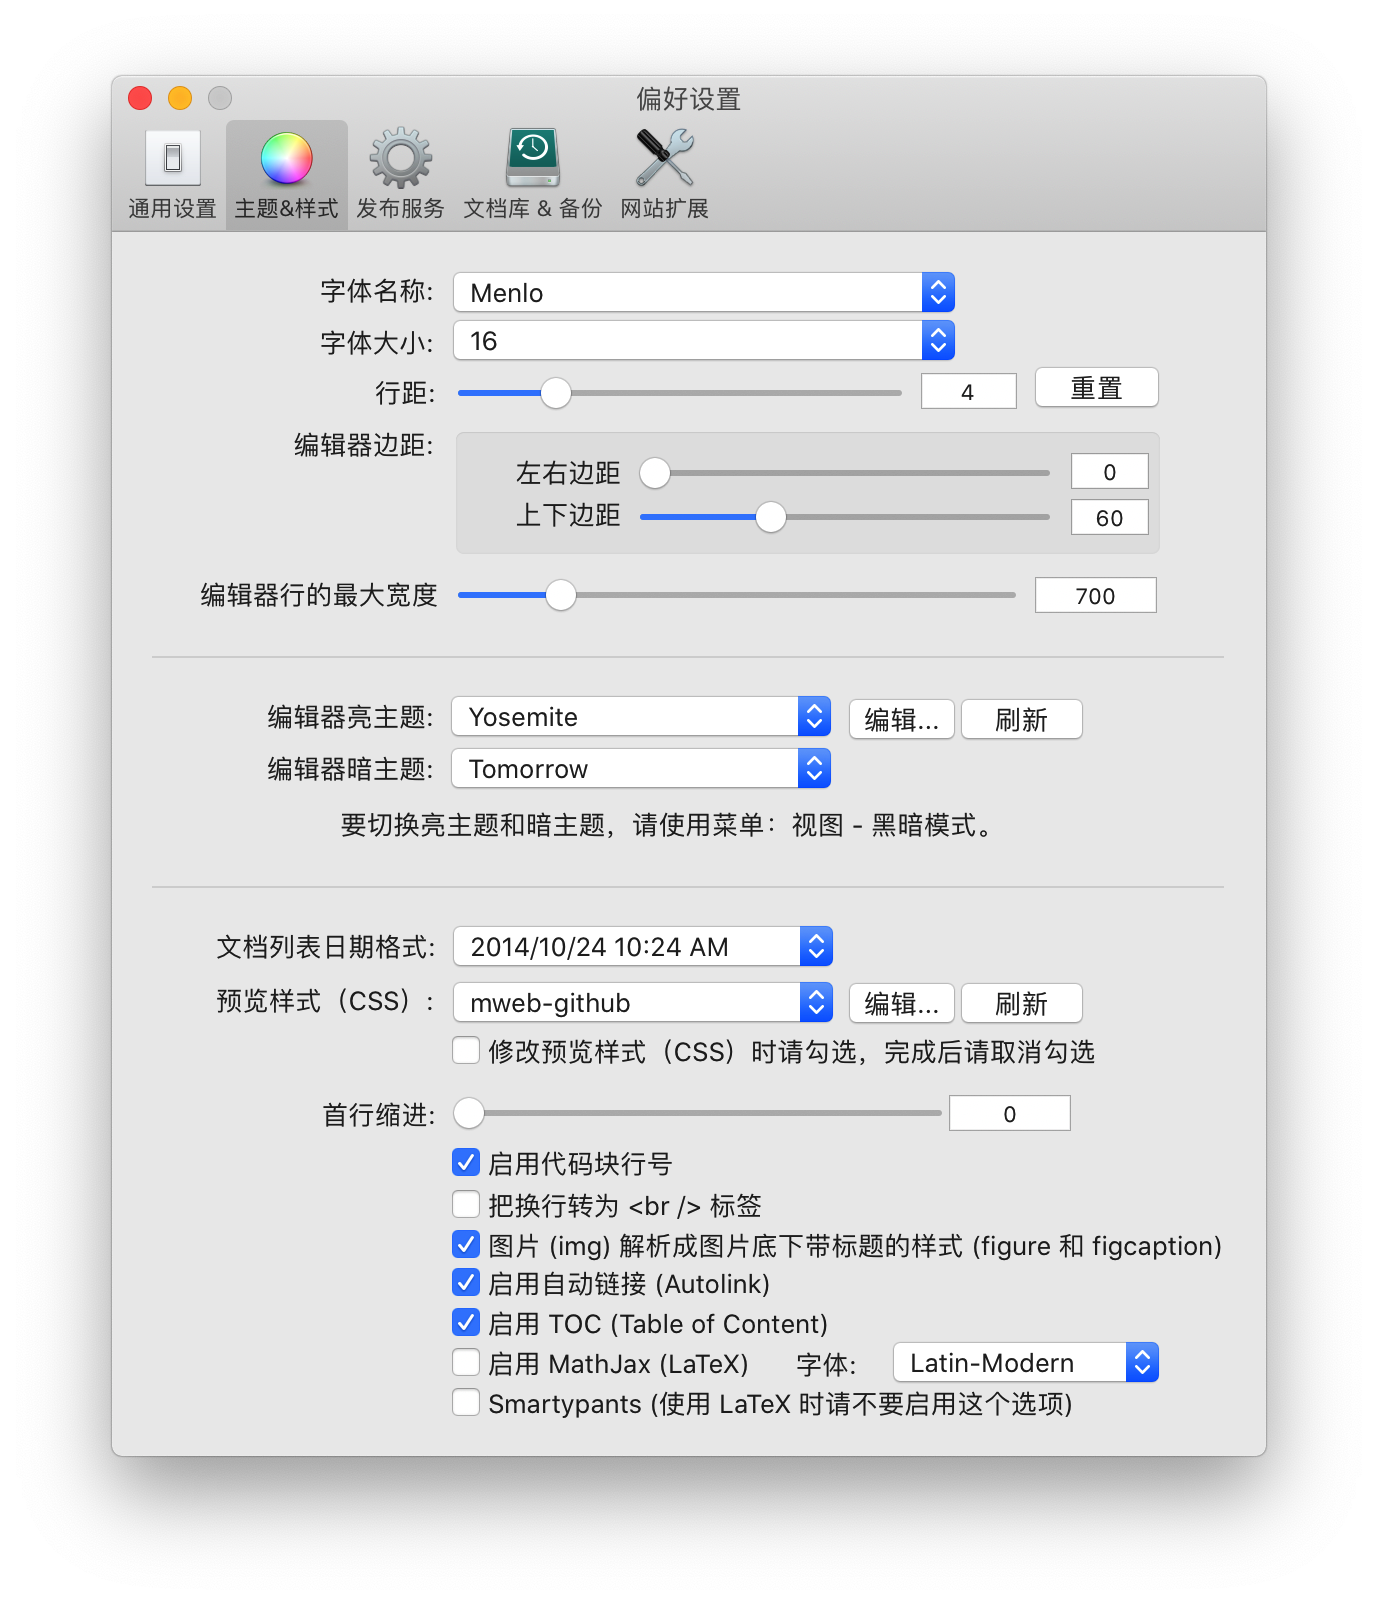 偏好设置
通用设置 主题&样式 发布服务 文档库 & 备份 网站扩展
字体名称: Menlo
字体大小: 16
行距: 4 重置
编辑器边距:
左右边距 0
上下边距 60
编辑器行的最大宽度 700
编辑器亮主题: Yosemite 编辑... 刷新
编辑器暗主题: Tomorrow
要切换亮主题和暗主题，请使用菜单：视图 - 黑暗模式。
文档列表日期格式: 2014/10/24 10:24 AM
预览样式（CSS）: mweb-github 编辑... 刷新
修改预览样式（CSS）时请勾选，完成后请取消勾选
首行缩进: 0
启用代码块行号
把换行转为 <br /> 标签
图片 (img) 解析成图片底下带标题的样式 (figure 和 figcaption)
启用自动链接 (Autolink)
启用 TOC (Table of Content)
启用 MathJax (LaTeX) 字体: Latin-Modern
Smartypants (使用 LaTeX 时请不要启用这个选项)